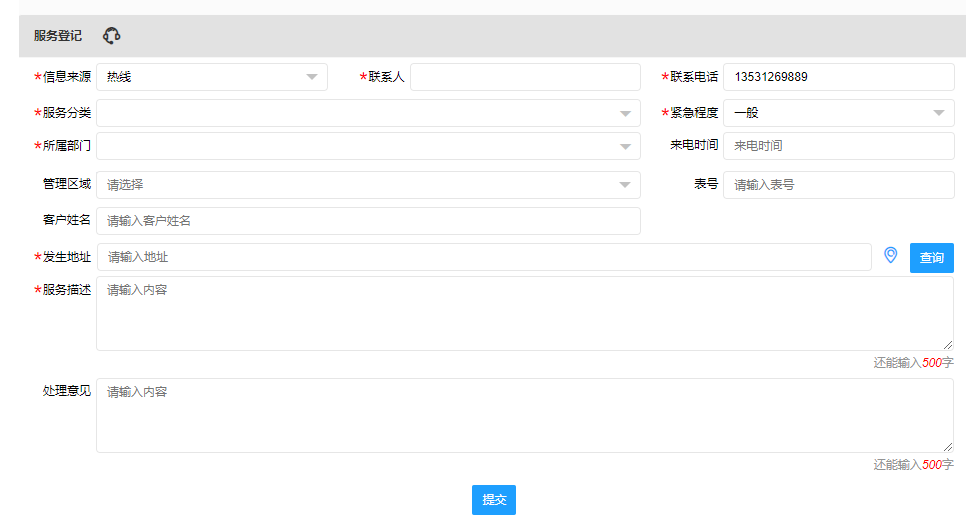 服务登记
*信息来源 热线 *联系人 *联系电话 13531269889
*服务分类 *紧急程度 一般
*所属部门 来电时间 来电时间
管理区域 请选择 表号 请输入表号
客户姓名 请输入客户姓名
*发生地址 请输入地址 查询
*服务描述 请输入内容
还能输入500字
处理意见 请输入内容
还能输入500字
提交